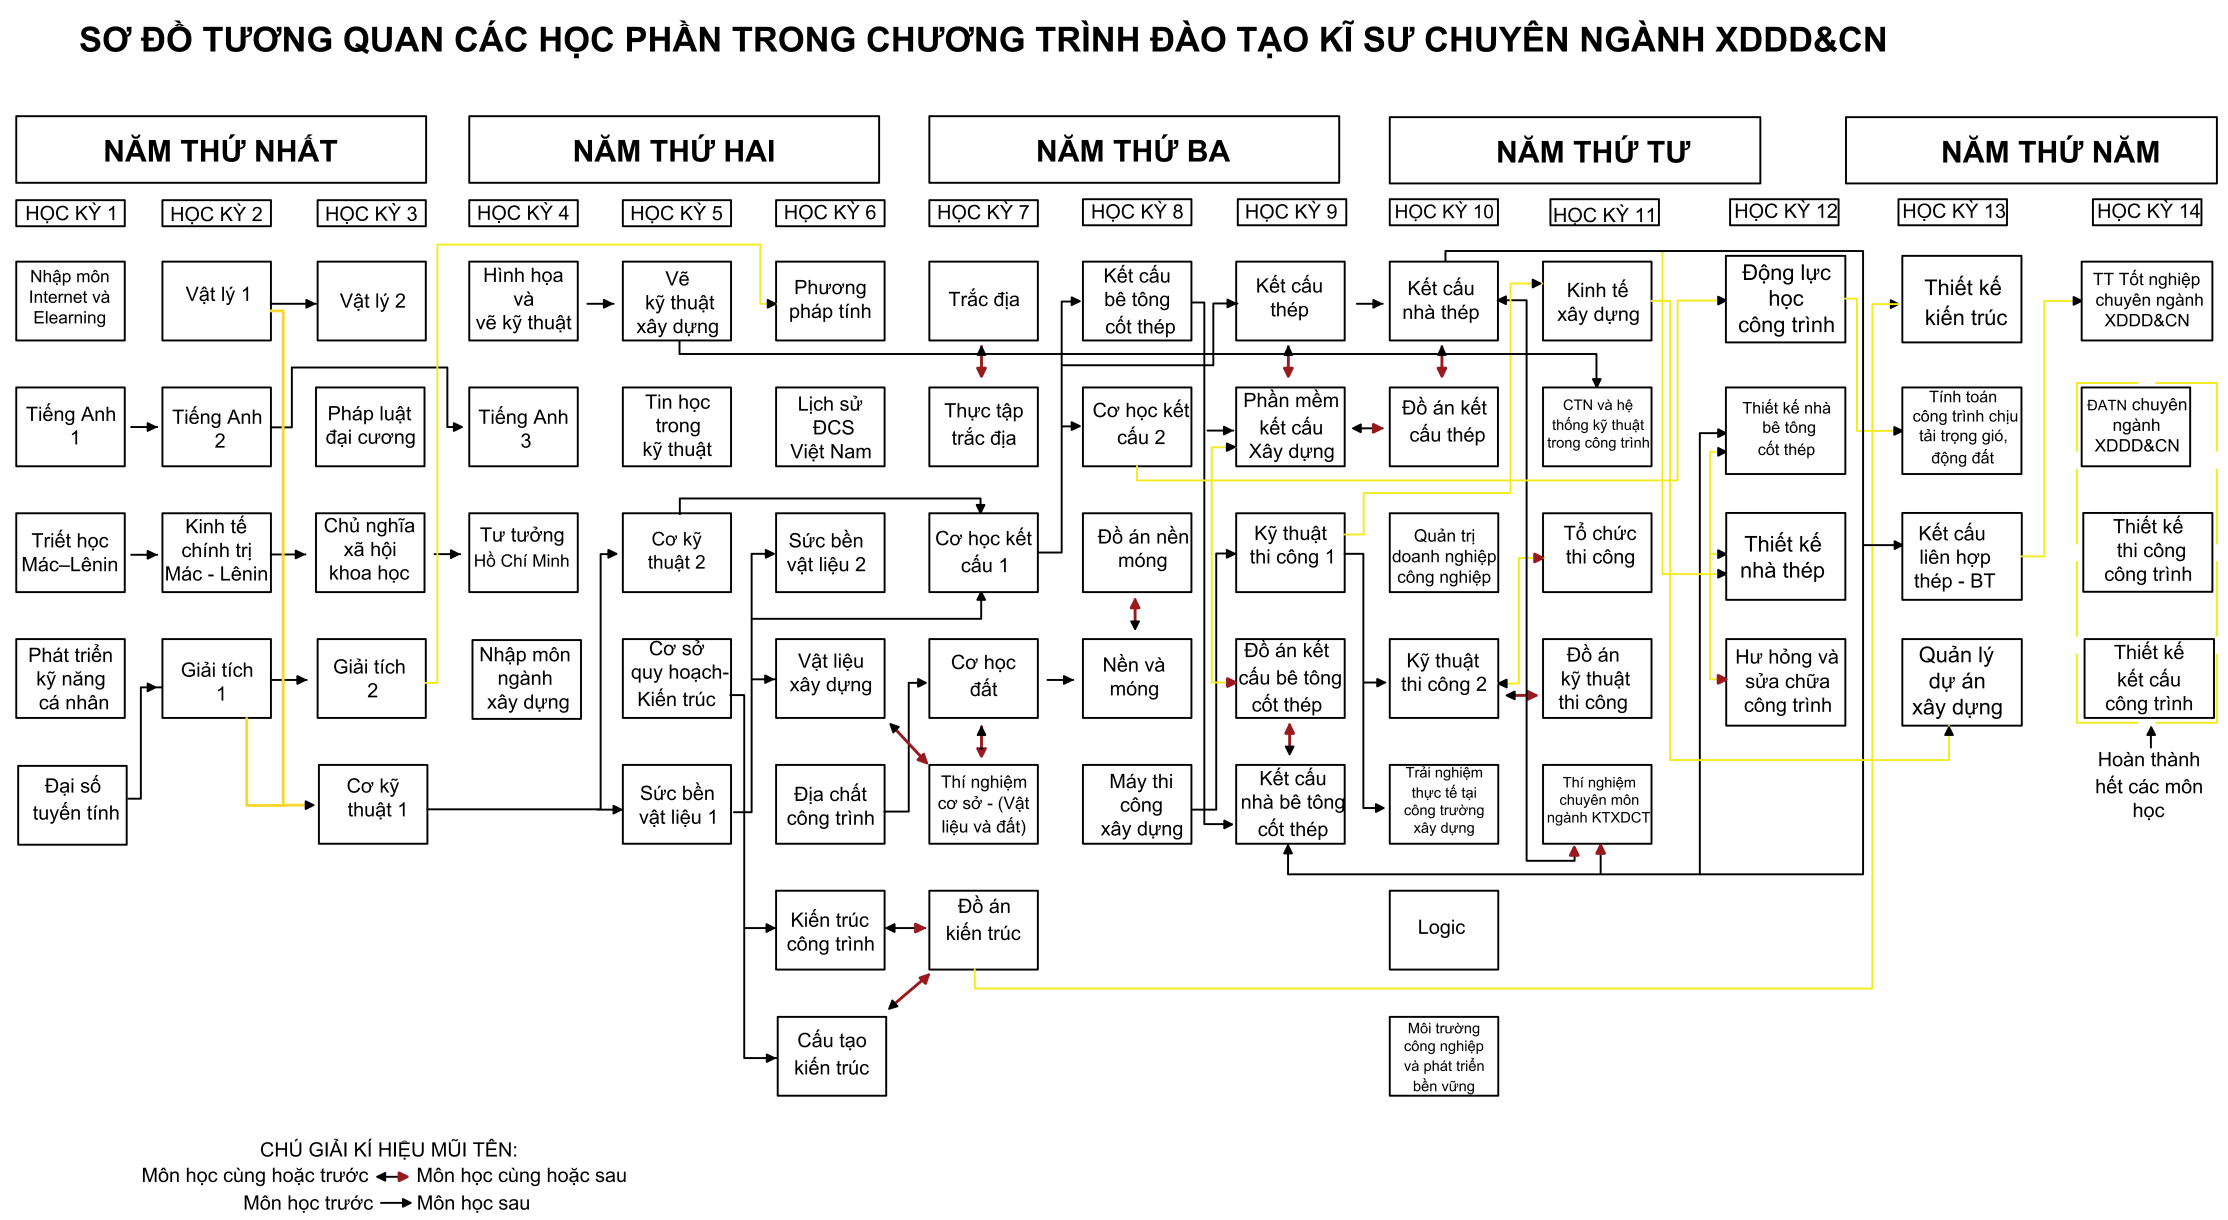 SƠ ĐỒ TƯƠNG QUAN CÁC HỌC PHẦN TRONG CHƯƠNG TRÌNH ĐÀO TẠO KĨ SƯ CHUYÊN NGÀNH XDDD&CN
NĂM THỨ NHẤT
NĂM THỨ HAI
NĂM THỨ BA
NĂM THỨ TƯ
NĂM THỨ NĂM
HỌC KỲ 1
HỌC KỲ 2
HỌC KỲ 3
HỌC KỲ 4
HỌC KỲ 5
HỌC KỲ 6
HỌC KỲ 7
HỌC KỲ 8
HỌC KỲ 9
HỌC KỲ 10
HỌC KỲ 11
HỌC KỲ 12
HỌC KỲ 13
HỌC KỲ 14
Nhập môn
Internet và
Elearning
Vật lý 1
Vật lý 2
Hình họa
và
vẽ kỹ thuật
Vẽ
kỹ thuật
xây dựng
Phương
pháp tính
Trắc địa
Kết cấu
bê tông
cốt thép
Kết cấu
thép
Kết cấu
nhà thép
Kinh tế
xây dựng
Động lực
học
công trình
Thiết kế
kiến trúc
TT Tốt nghiệp
chuyên ngành
XDDD&CN
Tiếng Anh
1
Tiếng Anh
2
Pháp luật
đại cương
Tiếng Anh
3
Tin học
trong
kỹ thuật
Lịch sử
ĐCS
Việt Nam
Thực tập
trắc địa
Cơ học kết
cấu 2
Phần mềm
kết cấu
Xây dựng
Đồ án kết
cấu thép
CTN và hệ
thống kỹ thuật
trong công trình
Thiết kế nhà
bê tông
cốt thép
Tính toán
công trình chịu
tải trọng gió,
động đất
ĐATN chuyên
ngành
XDDD&CN
Triết học
Mác–Lênin
Kinh tế
chính trị
Mác - Lênin
Chủ nghĩa
xã hội
khoa học
Tư tưởng
Hồ Chí Minh
Cơ kỹ
thuật 2
Sức bền
vật liệu 2
Cơ học kết
cấu 1
Đồ án nền
móng
Kỹ thuật
thi công 1
Quản trị
doanh nghiệp
công nghiệp
Tổ chức
thi công
Thiết kế
nhà thép
Kết cấu
liên hợp
thép - BT
Thiết kế
thi công
công trình
Phát triển
kỹ năng
cá nhân
Giải tích
1
Giải tích
2
Nhập môn
ngành
xây dựng
Cơ sở
quy hoạch-
Kiến trúc
Vật liệu
xây dựng
Cơ học
đất
Nền và
móng
Đồ án kết
cấu bê tông
cốt thép
Kỹ thuật
thi công 2
Đồ án
kỹ thuật
thi công
Hư hỏng và
sửa chữa
công trình
Quản lý
dự án
xây dựng
Thiết kế
kết cấu
công trình
Đại số
tuyến tính
Cơ kỹ
thuật 1
Sức bền
vật liệu 1
Địa chất
công trình
Thí nghiệm
cơ sở - (Vật
liệu và đất)
Máy thi
công
xây dựng
Kết cấu
nhà bê tông
cốt thép
Trải nghiệm
thực tế tại
công trường
xây dựng
Thí nghiệm
chuyên môn
ngành KTXDCT
Hoàn thành
hết các môn
học
Kiến trúc
công trình
Đồ án
kiến trúc
Logic
Cấu tạo
kiến trúc
Môi trường
công nghiệp
và phát triển
bền vững
CHÚ GIẢI KÍ HIỆU MŨI TÊN:
Môn học cùng hoặc trước Môn học cùng hoặc sau
Môn học trước Môn học sau